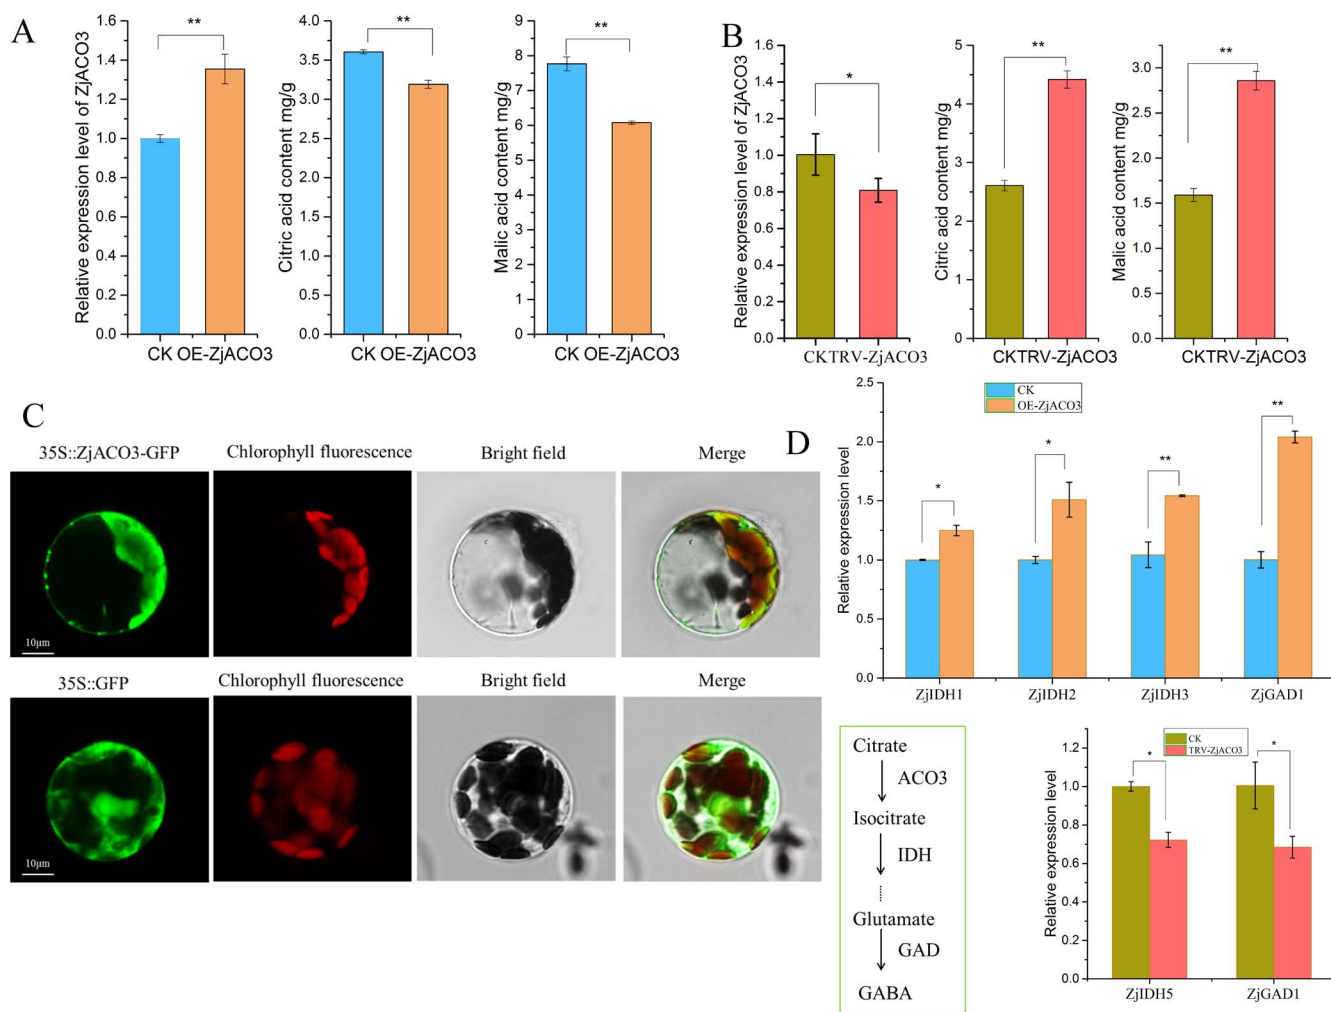 A
Relative expression level of ZjACO3
1.6
1.4
1.2
1.0
0.8
0.6
0.4
0.2
0.0
**
CK OE-ZjACO3
Citric acid content mg/g
4.0
3.5
3.0
2.5
2.0
1.5
1.0
0.5
0.0
**
CK OE-ZjACO3
Malic acid content mg/g
9
8
7
6
5
4
3
2
1
0
**
CK OE-ZjACO3
B
Relative expression level of ZjACO3
1.6
1.4
1.2
1.0
0.8
0.6
0.4
0.2
0.0
*
CKTRV-ZjACO3
Citric acid content mg/g
5
4
3
2
1
0
**
CKTRV-ZjACO3
Malic acid content mg/g
3.0
2.5
2.0
1.5
1.0
0.5
0.0
**
CKTRV-ZjACO3
C
35S::ZjACO3-GFP
Chlorophyll fluorescence
Bright field
Merge
10μm
35S::GFP
Chlorophyll fluorescence
Bright field
Merge
10μm
D
Relative expression level
2.5
2.0
1.5
1.0
0.5
0.0
CK
OE-ZjACO3
*
*
**
**
ZjIDH1
ZjIDH2
ZjIDH3
ZjGAD1
Citrate
ACO3
Isocitrate
IDH
Glutamate
GAD
GABA
Relative expression level
1.2
1.0
0.8
0.6
0.4
0.2
0.0
CK
TRV-ZjACO3
*
*
ZjIDH5
ZjGAD1